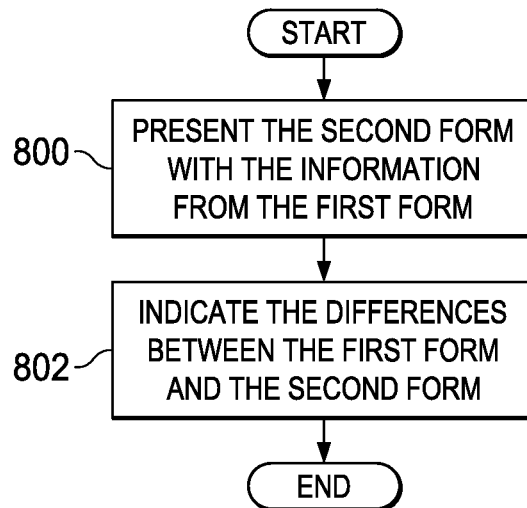 START
800
PRESENT THE SECOND FORM
WITH THE INFORMATION
FROM THE FIRST FORM
802
INDICATE THE DIFFERENCES
BETWEEN THE FIRST FORM
AND THE SECOND FORM
END